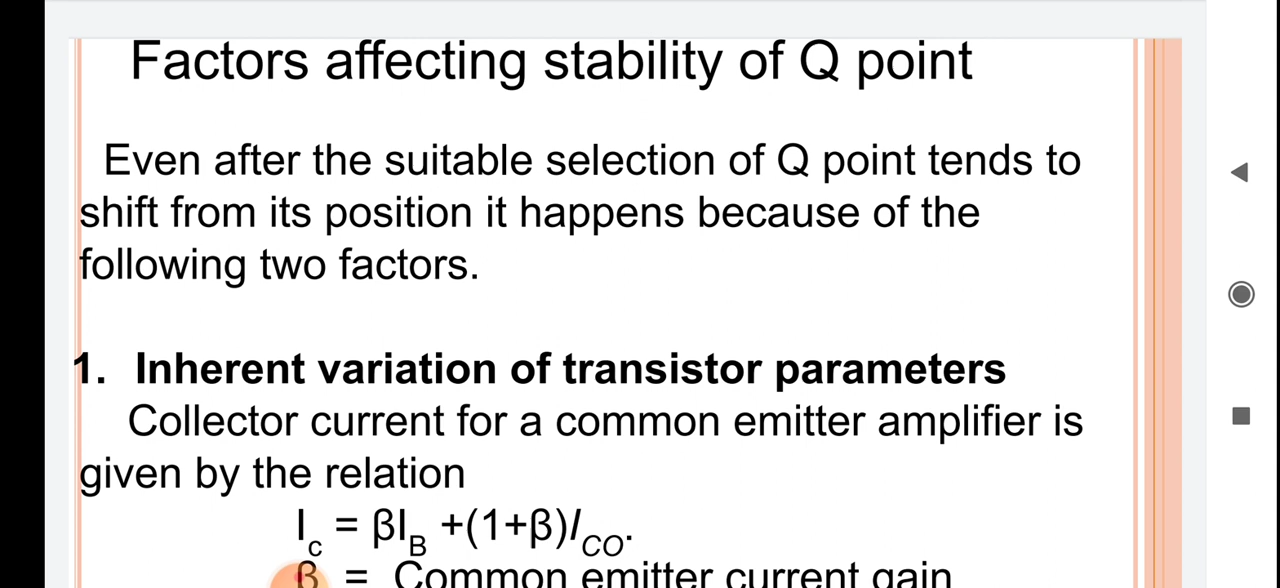 Factors affecting stability of Q point
Even after the suitable selection of Q point tends to
shift from its position it happens because of the
following two factors.
1. Inherent variation of transistor parameters
Collector current for a common emitter amplifier is
given by the relation
Ic = βIB +(1+β)ICO.
β = Common emitter current gain